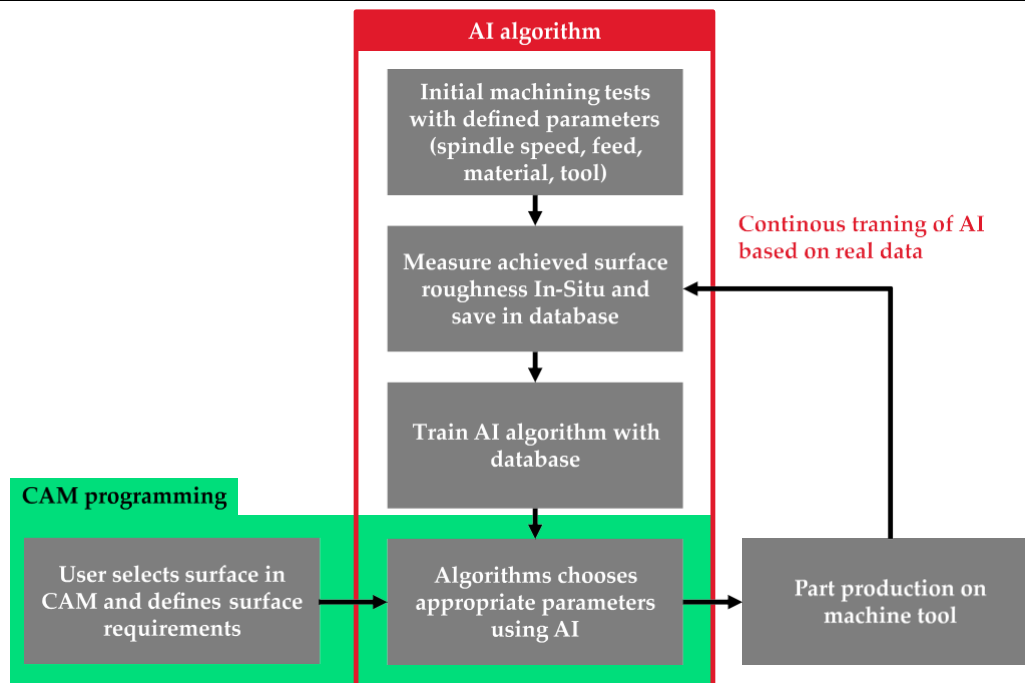 AI algorithm
Initial machining tests
with defined parameters
(spindle speed, feed,
material, tool)
Continous traning of AI
based on real data
Measure achieved surface
roughness In-Situ and
save in database
Train AI algorithm with
database
CAM programming
User selects surface in
CAM and defines surface
requirements
Algorithms chooses
appropriate parameters
using AI
Part production on
machine tool